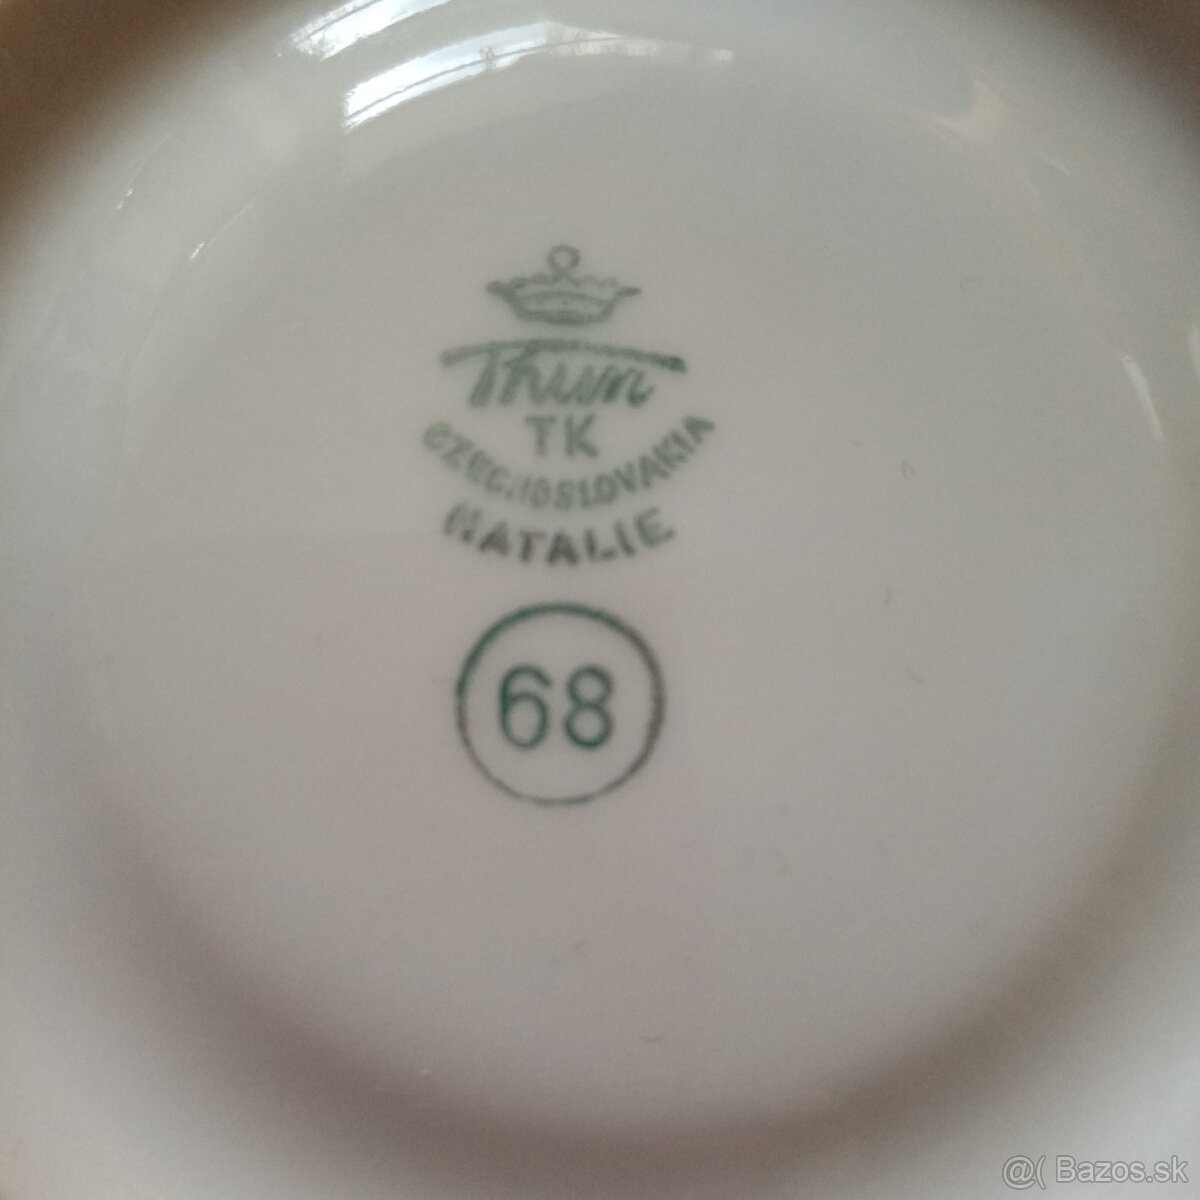 Thun
TK
CZECHOSLOVAKIA
NATALIE
68
@( Bazos.sk